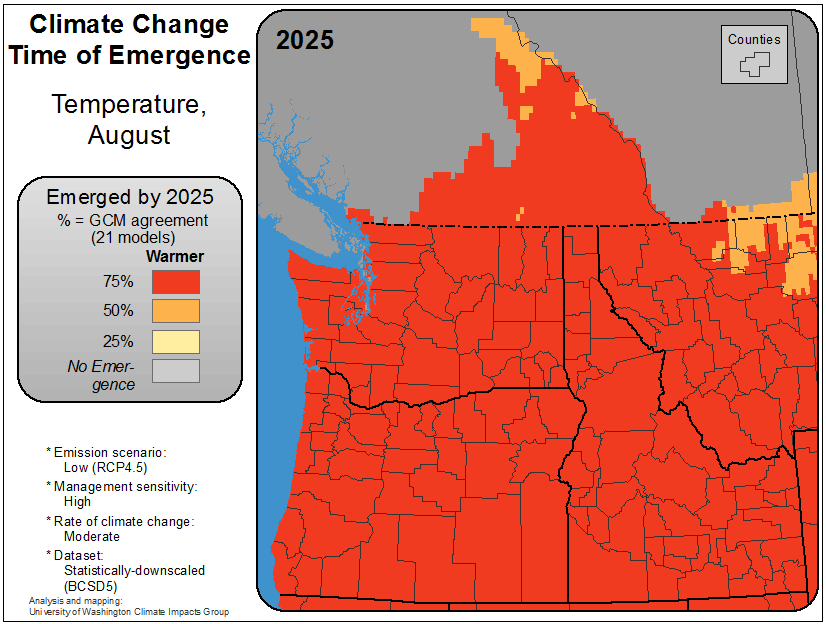 Climate Change
Time of Emergence
Temperature,
August
Emerged by 2025
% = GCM agreement
(21 models)
Warmer
75%
50%
25%
No Emer-
gence
* Emission scenario:
Low (RCP4.5)
* Management sensitivity:
High
* Rate of climate change:
Moderate
* Dataset:
Statistically-downscaled
(BCSD5)
Analysis and mapping:
University of Washington Climate Impacts Group
2025
Counties